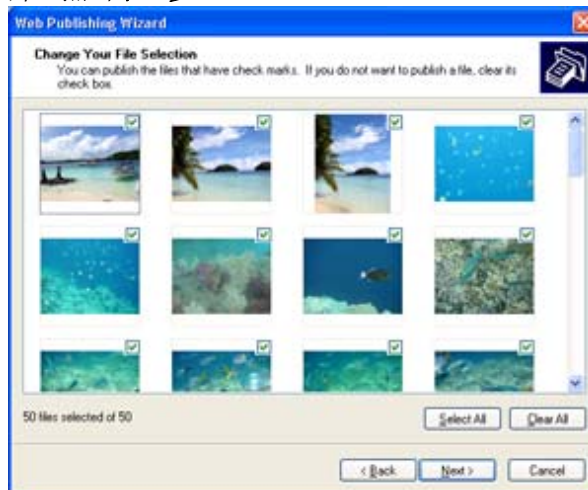 Web Publishing Wizard
Change Your File Selection
You can publish the files that have check marks. If you do not want to publish a file, clear its
check box.
50 files selected of 50
Select All
Clear All
< Back
Next >
Cancel